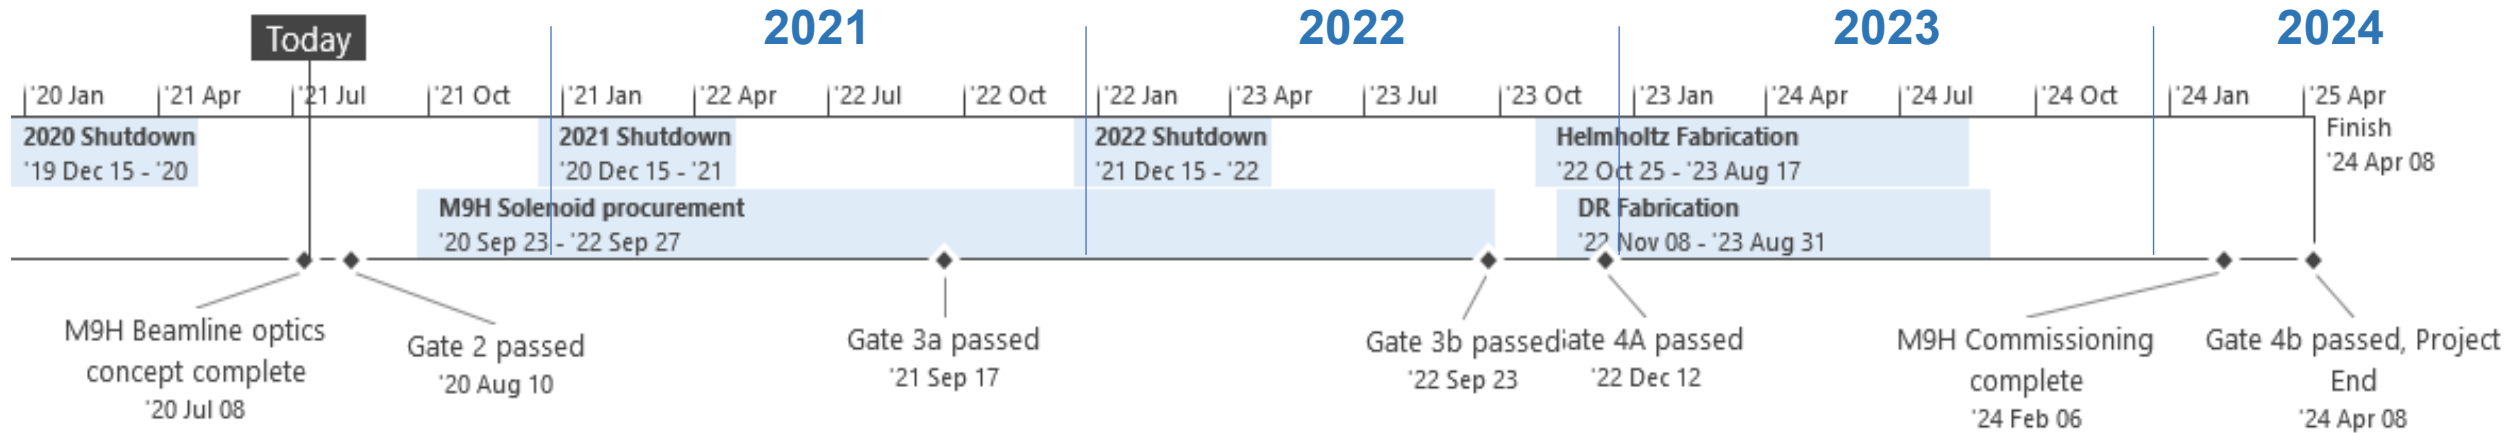 2021 2022 2023 2024
Today
'20 Jan '21 Apr '21 Jul '21 Oct '21 Jan '22 Apr '22 Jul '22 Oct '22 Jan '23 Apr '23 Jul '23 Oct '23 Jan '24 Apr '24 Jul '24 Oct '24 Jan '25 Apr
2020 Shutdown
'19 Dec 15 - '20
2021 Shutdown
'20 Dec 15 - '21
2022 Shutdown
'21 Dec 15 - '22
Helmholtz Fabrication
'22 Oct 25 - '23 Aug 17
Finish
'24 Apr 08
M9H Solenoid procurement
'20 Sep 23 - '22 Sep 27
DR Fabrication
'22 Nov 08 - '23 Aug 31
M9H Beamline optics
concept complete
'20 Jul 08
Gate 2 passed
'20 Aug 10
Gate 3a passed
'21 Sep 17
Gate 3b passed
'22 Sep 23
ate 4A passed
'22 Dec 12
M9H Commissioning
complete
'24 Feb 06
Gate 4b passed, Project
End
'24 Apr 08